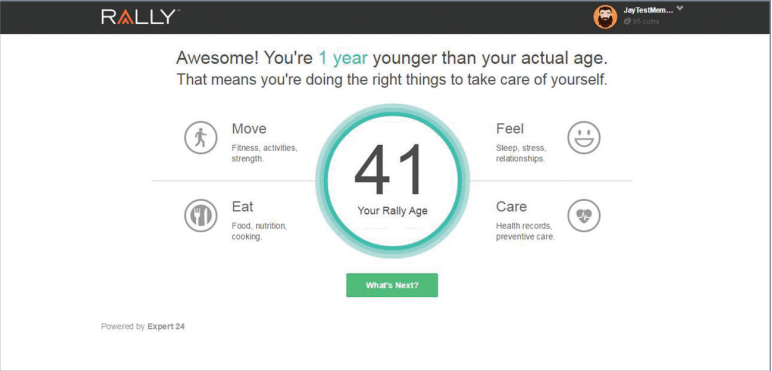 RALLY™
JayTestMem...
95 coins
Awesome! You're 1 year younger than your actual age.
That means you're doing the right things to take care of yourself.
Move
Fitness, activities,
strength.
Feel
Sleep, stress,
relationships.
41
Your Rally Age
Eat
Food, nutrition,
cooking.
Care
Health records,
preventive care.
What's Next?
Powered by Expert 24